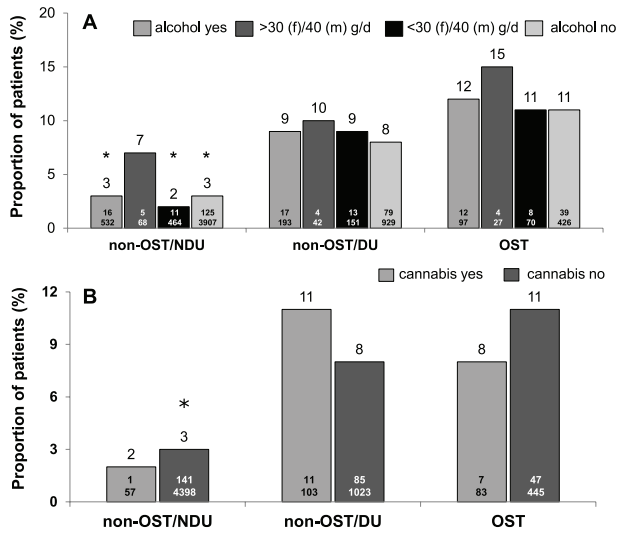 A
alcohol yes >30 (f)/40 (m) g/d <30 (f)/40 (m) g/d alcohol no
Proportion of patients (%)
20
15
10
5
0
* * *
3 7 2 3
9 10 9 8
12 15 11 11
16 5 11 125 17 4 13 79 12 4 8 39
532 68 464 3907 193 42 151 929 97 27 70 426
non-OST/NDU non-OST/DU OST
B
cannabis yes cannabis no
Proportion of patients (%)
12
9
6
3
0
*
2 3 11 8 8 11
1 141 11 85 7 47
57 4398 103 1023 83 445
non-OST/NDU non-OST/DU OST